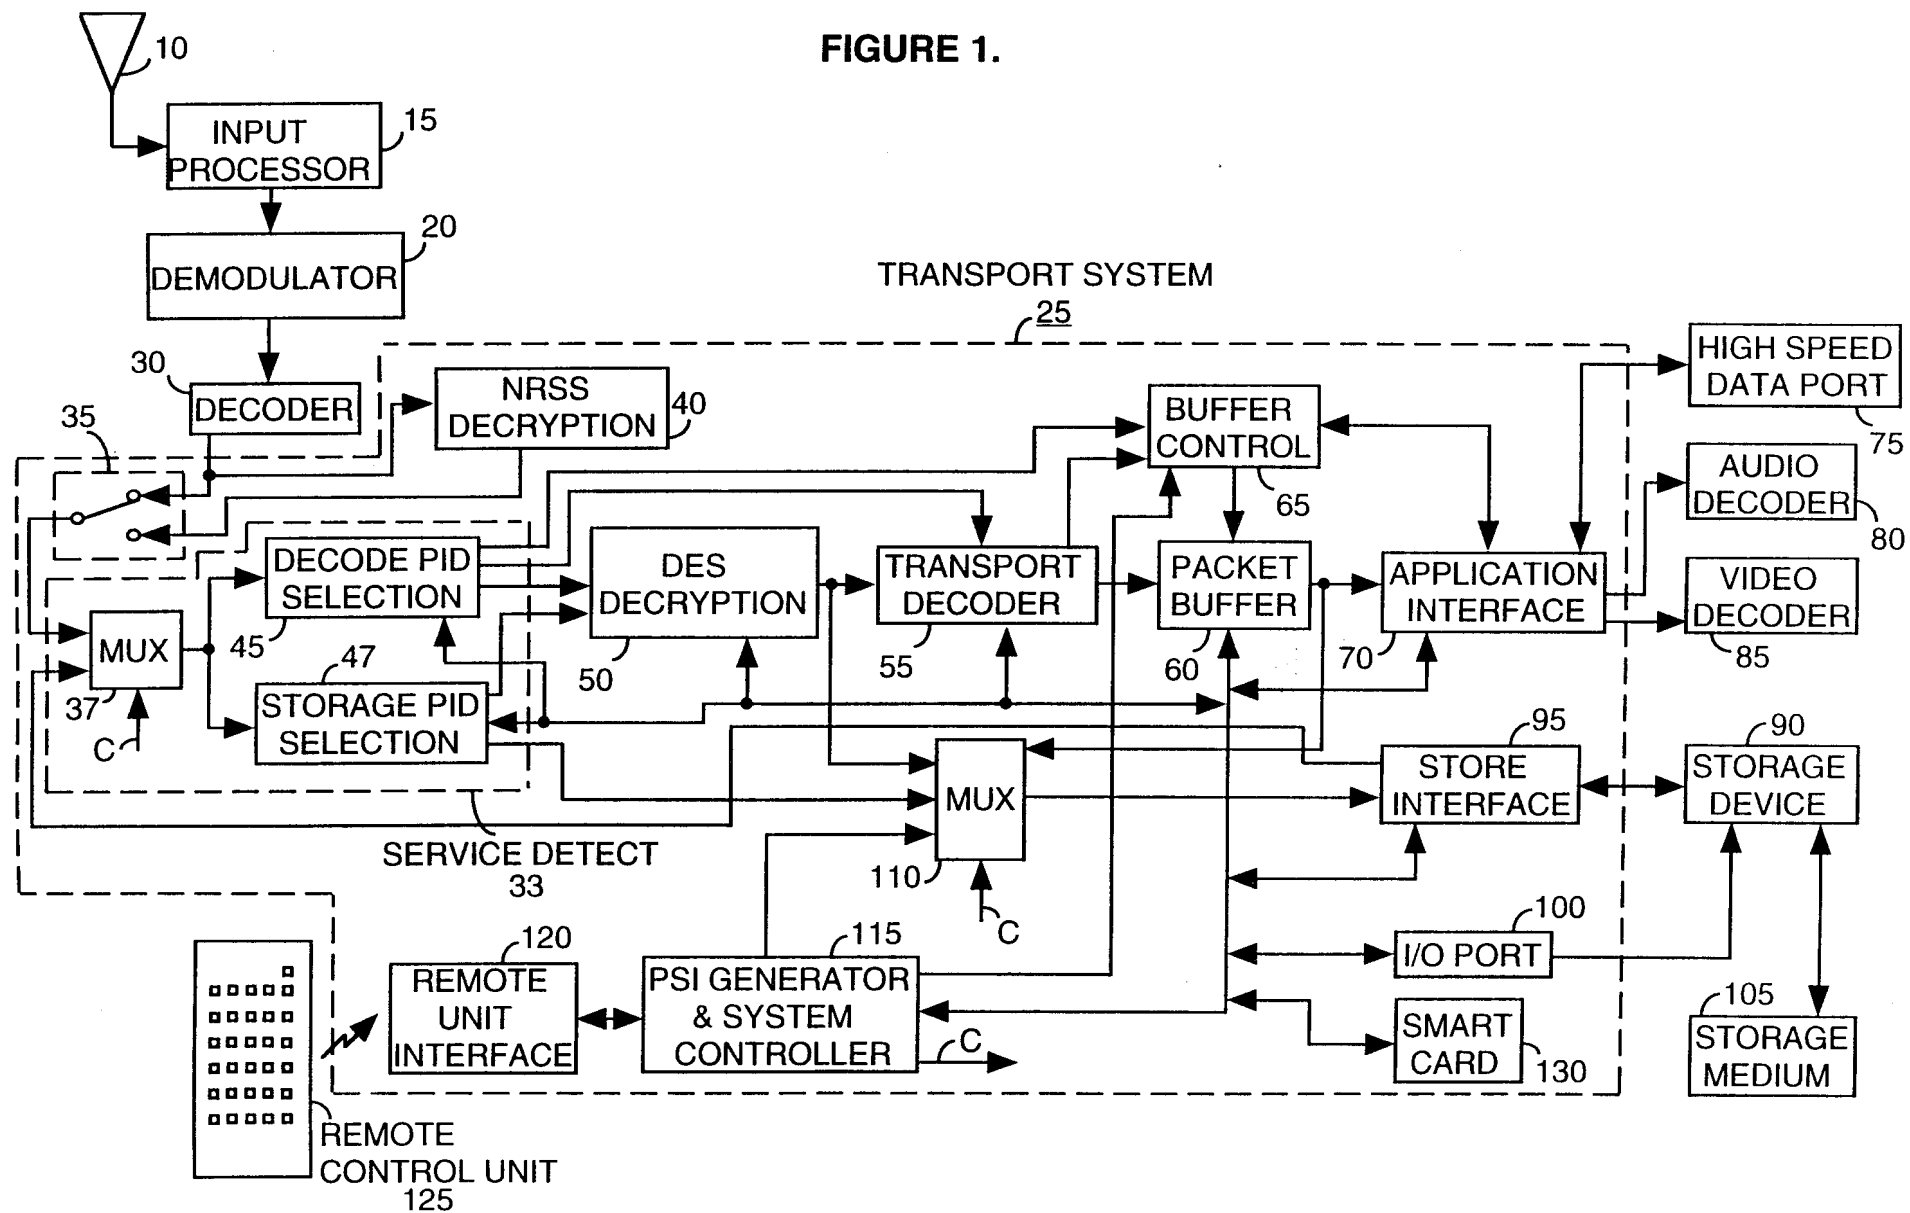 FIGURE 1.
10
INPUT
PROCESSOR
15
DEMODULATOR
20
TRANSPORT SYSTEM
25
30
DECODER
35
NRSS
DECRYPTION
40
BUFFER
CONTROL
65
HIGH SPEED
DATA PORT
75
AUDIO
DECODER
80
DECODE PID
SELECTION
45
DES
DECRYPTION
50
TRANSPORT
DECODER
55
PACKET
BUFFER
60
APPLICATION
INTERFACE
70
VIDEO
DECODER
85
MUX
37
C
47
STORAGE PID
SELECTION
MUX
110
C
95
STORE
INTERFACE
90
STORAGE
DEVICE
SERVICE DETECT
33
100
I/O PORT
120
REMOTE
UNIT
INTERFACE
115
PSI GENERATOR
& SYSTEM
CONTROLLER
C
SMART
CARD
130
105
STORAGE
MEDIUM
REMOTE
CONTROL UNIT
125